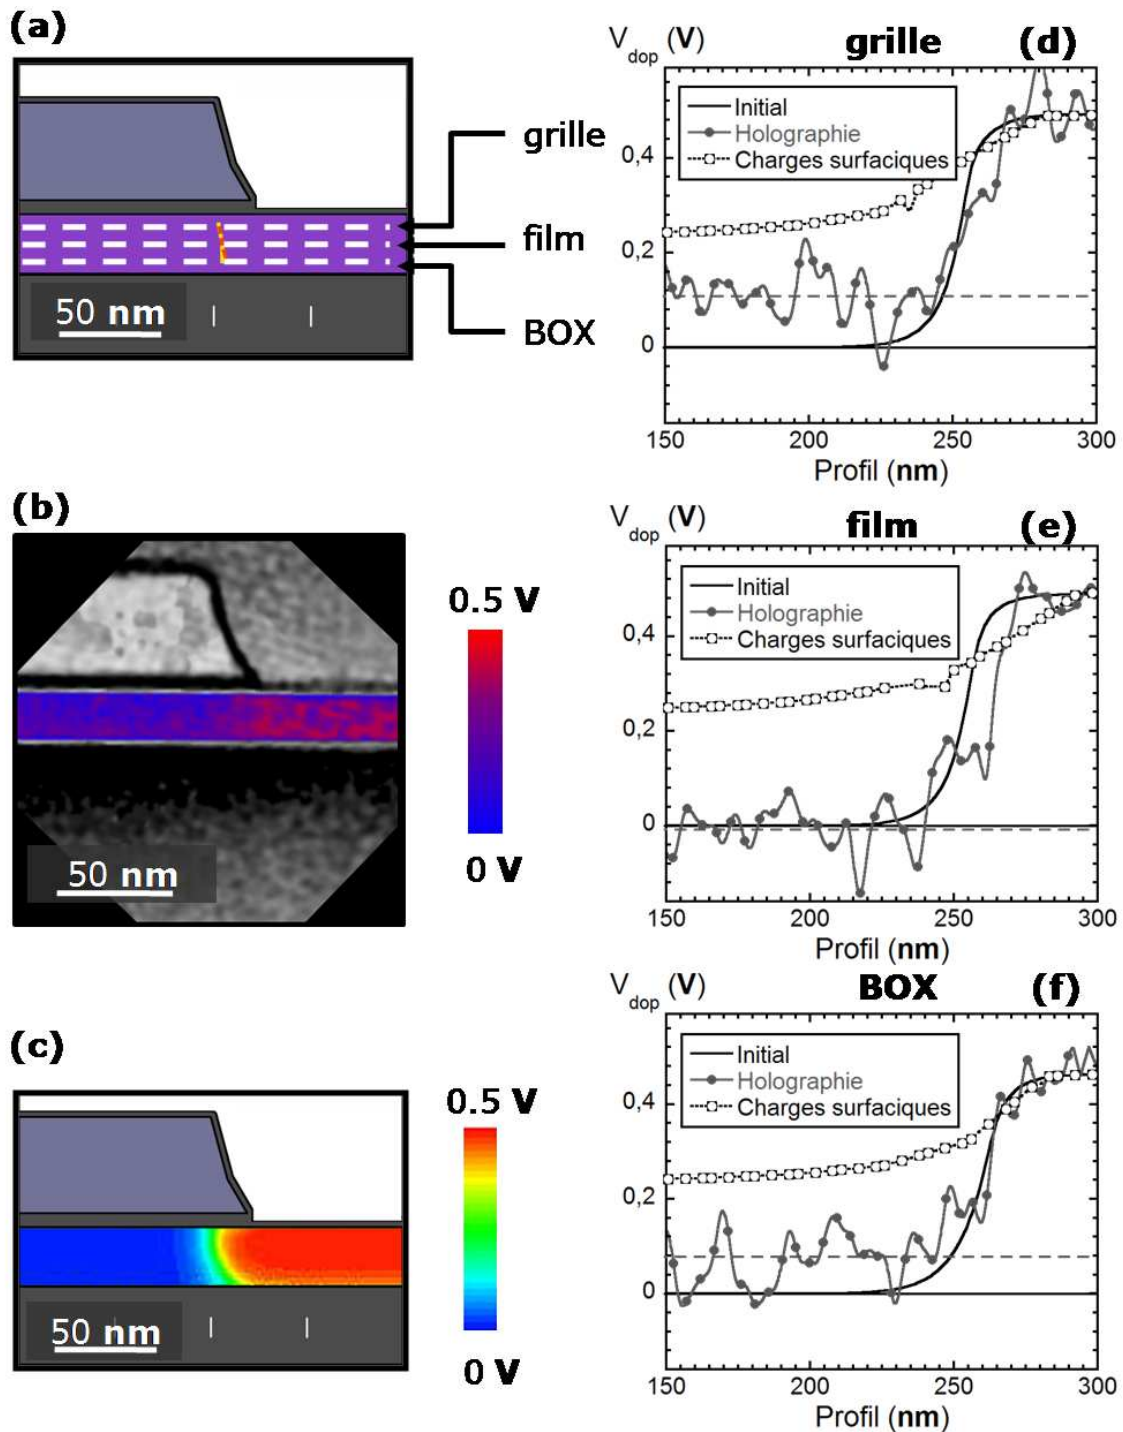 (a)
grille
film
BOX
50 nm
V_dop (V) grille (d)
Initial
Holographie
Charges surfaciques
0,4
0,2
0
150 200 250 300
Profil (nm)
(b)
0.5 V
0 V
50 nm
V_dop (V) film (e)
Initial
Holographie
Charges surfaciques
0,4
0,2
0
150 200 250 300
Profil (nm)
(c)
0.5 V
0 V
50 nm
V_dop (V) BOX (f)
Initial
Holographie
Charges surfaciques
0,4
0,2
0
150 200 250 300
Profil (nm)